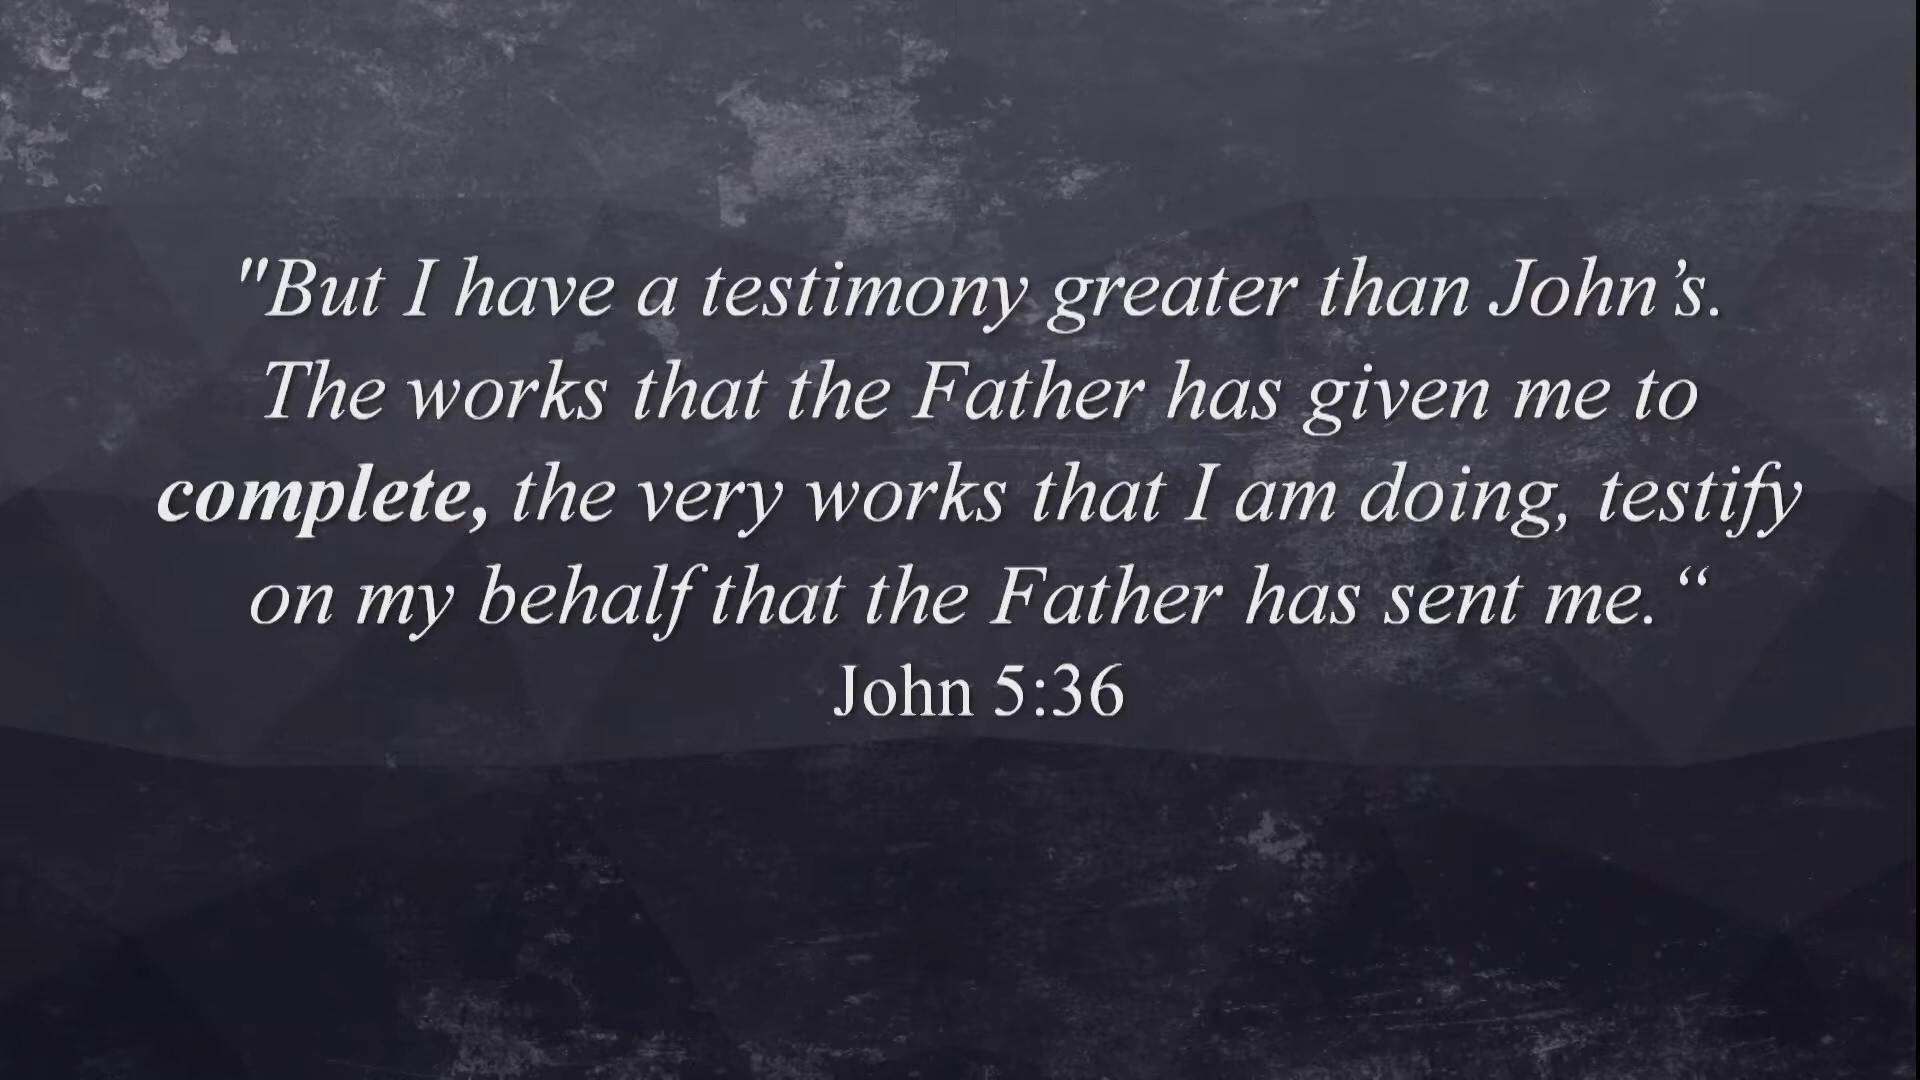 "But I have a testimony greater than John’s.
The works that the Father has given me to
complete, the very works that I am doing, testify
on my behalf that the Father has sent me.“
John 5:36